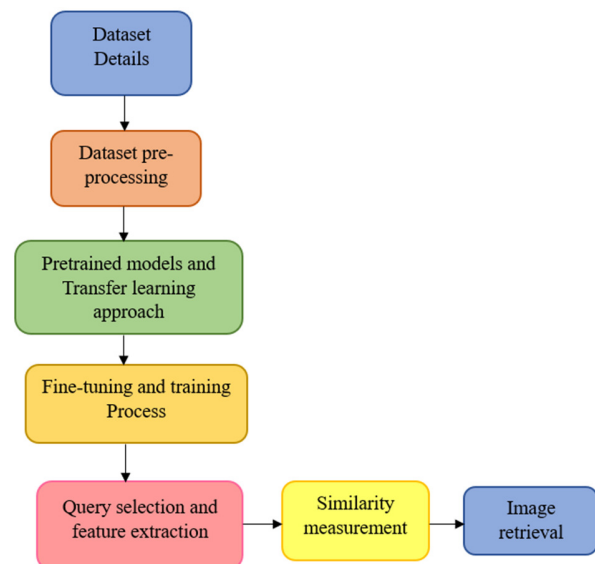 Dataset
Details
Dataset pre-
processing
Pretrained models and
Transfer learning
approach
Fine-tuning and training
Process
Query selection and
feature extraction
Similarity
measurement
Image
retrieval